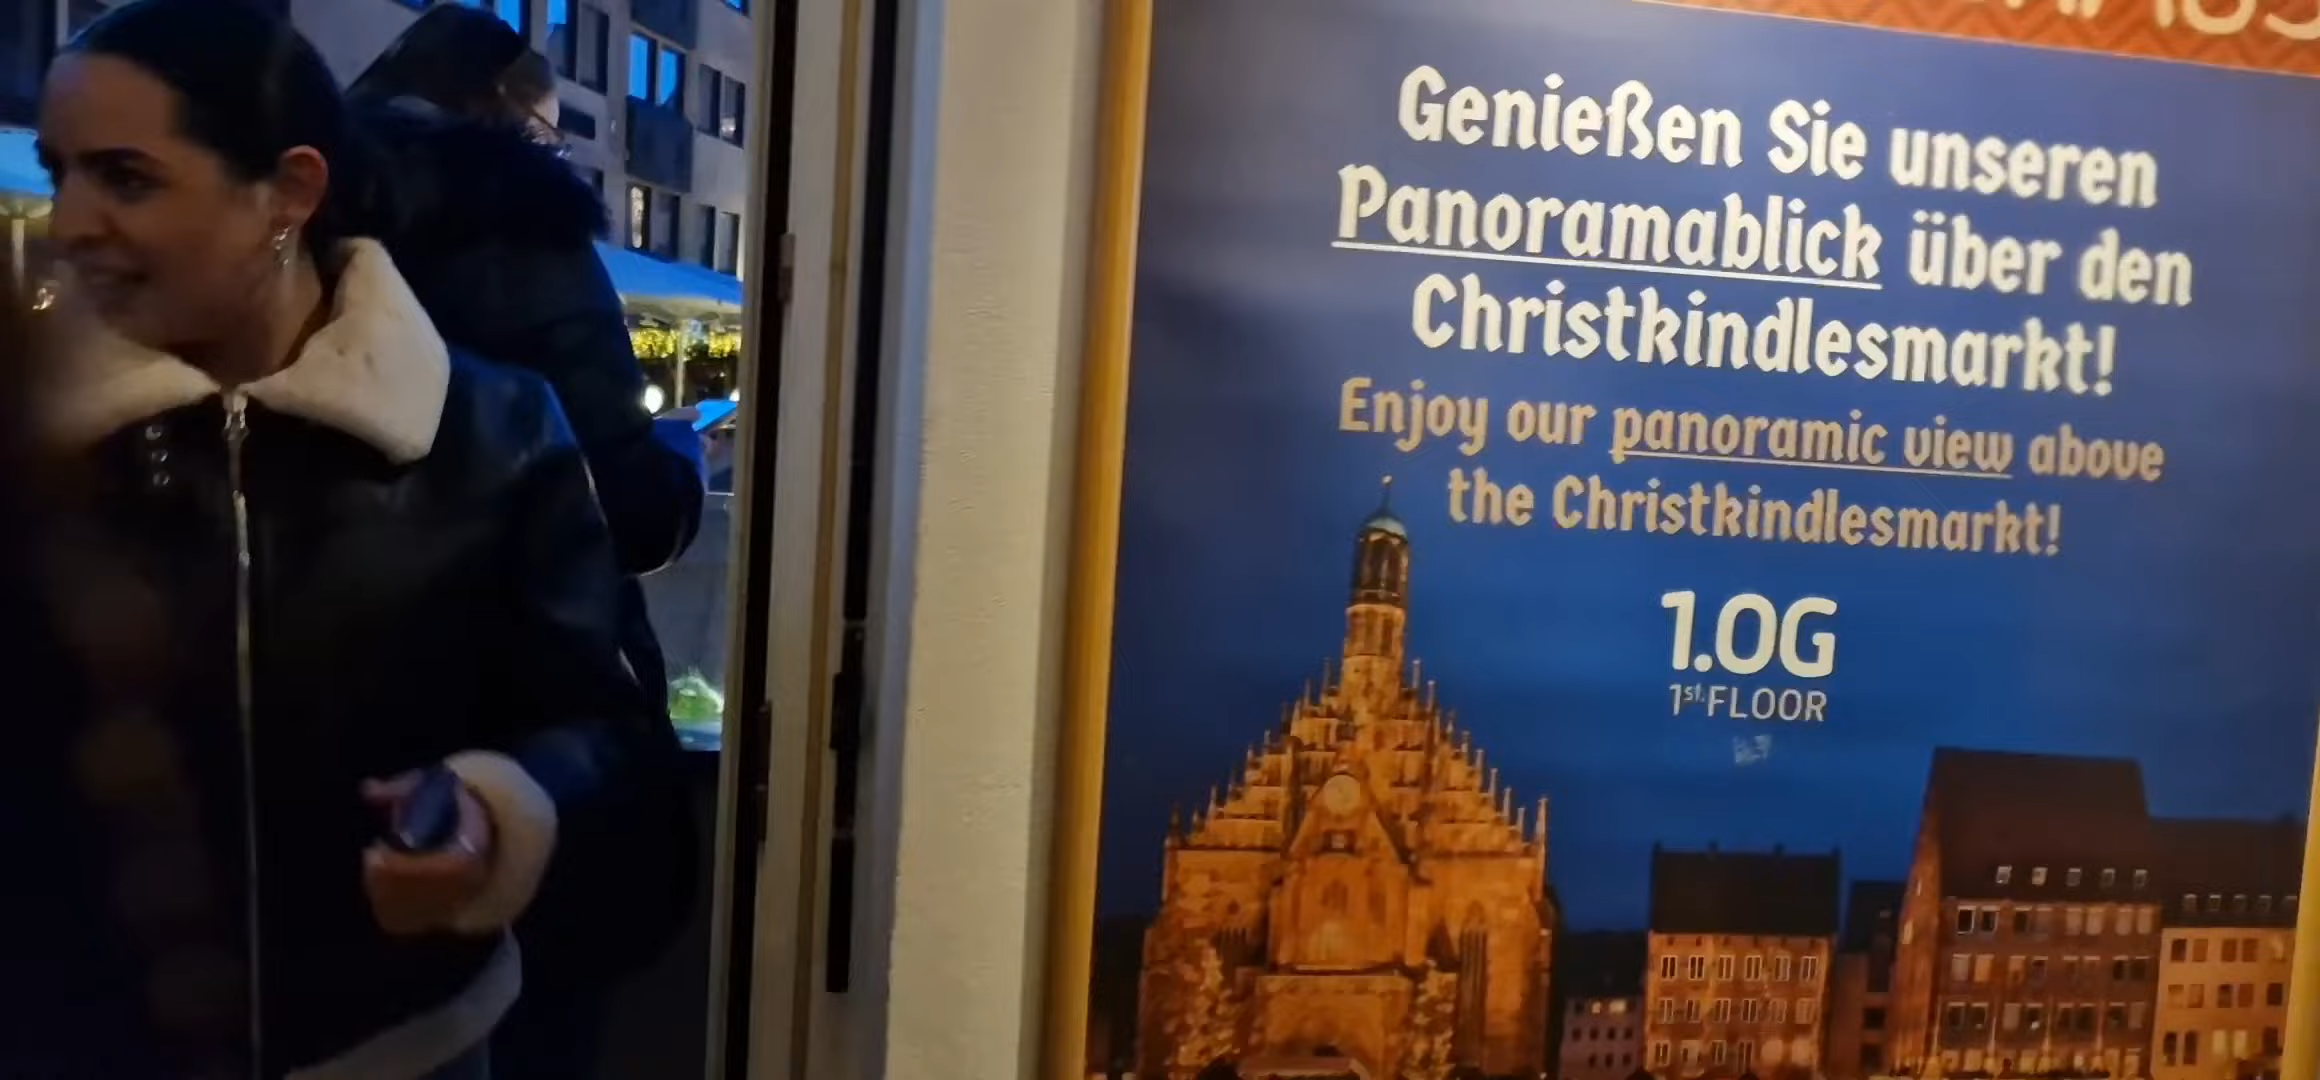 Genießen Sie unseren
Panoramablick über den
Christkindlesmarkt!
Enjoy our panoramic view above
the Christkindlesmarkt!
1.OG
1st.FLOOR